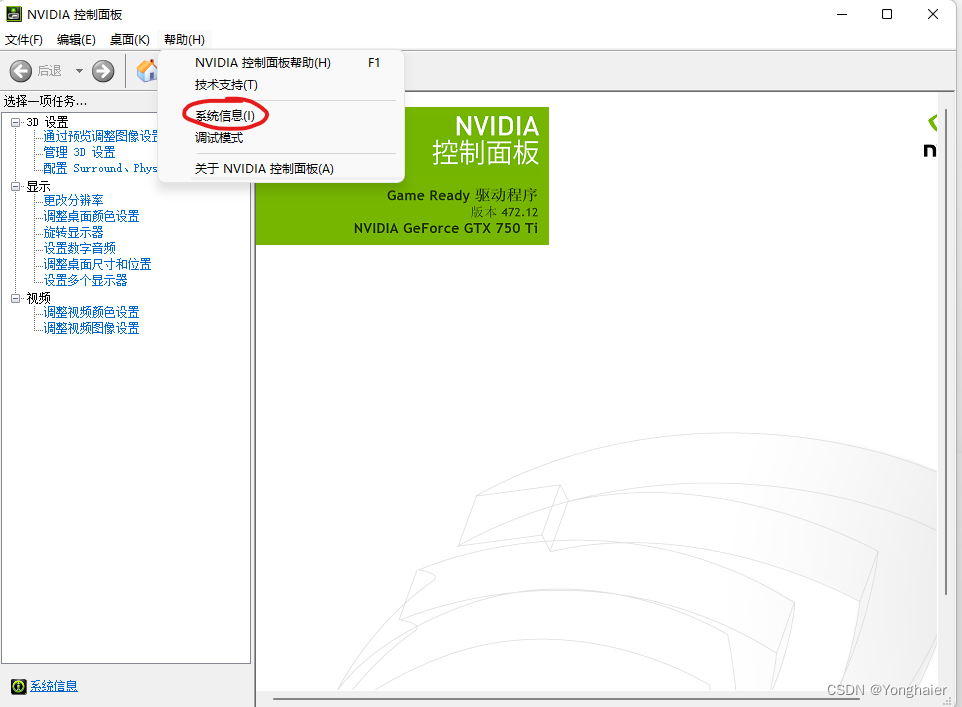 NVIDIA 控制面板
文件(F) 编辑(E) 桌面(K) 帮助(H)
后退
NVIDIA 控制面板帮助(H) F1
技术支持(T)
系统信息(I)
调试模式
关于 NVIDIA 控制面板(A)
选择一项任务...
3D 设置
通过预览调整图像设置
管理 3D 设置
配置 Surround、Phys
显示
更改分辨率
调整桌面颜色设置
旋转显示器
设置数字音频
调整桌面尺寸和位置
设置多个显示器
视频
调整视频颜色设置
调整视频图像设置
系统信息
NVIDIA
控制面板
Game Ready 驱动程序
版本 472.12
NVIDIA GeForce GTX 750 Ti
n
CSDN @Yonghaier